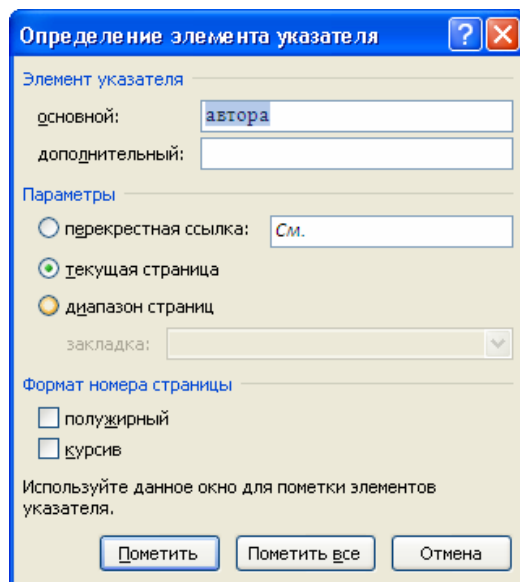 Определение элемента указателя
Элемент указателя
основной: автора
дополнительный:
Параметры
перекрестная ссылка: См.
текущая страница
диапазон страниц
закладка:
Формат номера страницы
полужирный
курсив
Используйте данное окно для пометки элементов
указателя.
Пометить Пометить все Отмена